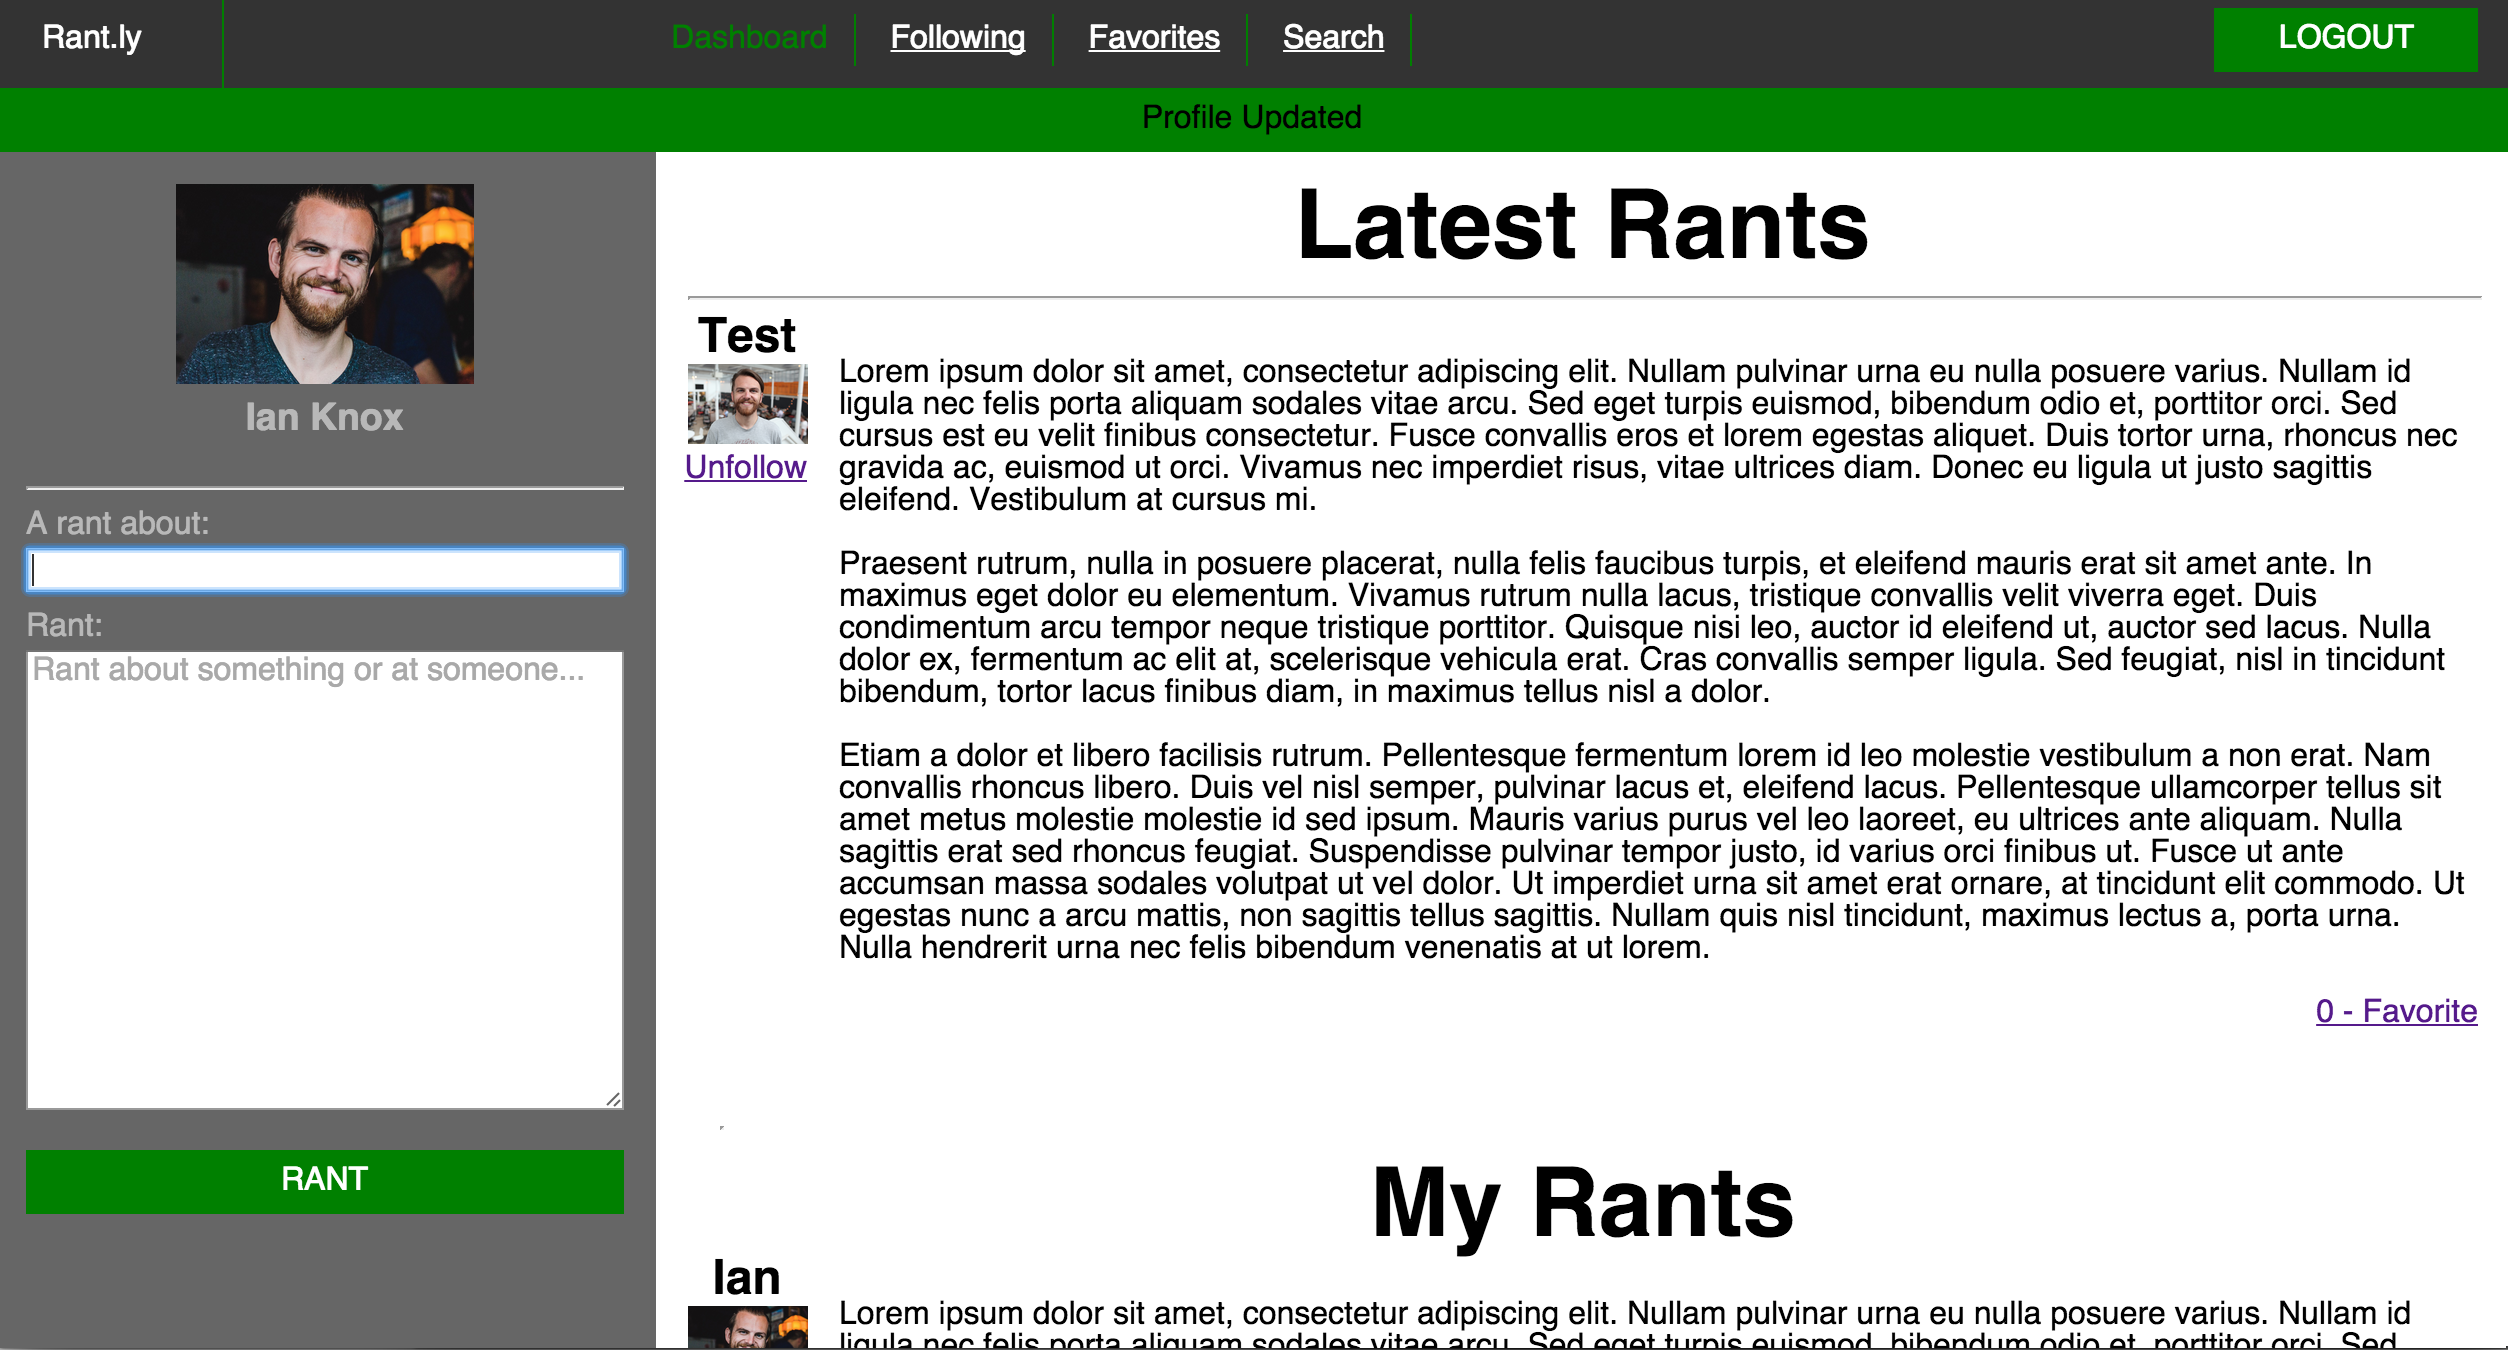 Rant.ly
Dashboard
Following
Favorites
Search
LOGOUT
Profile Updated
Ian Knox
A rant about:
Rant:
Rant about something or at someone...
RANT
Latest Rants
Test
Unfollow
Lorem ipsum dolor sit amet, consectetur adipiscing elit. Nullam pulvinar urna eu nulla posuere varius. Nullam id
ligula nec felis porta aliquam sodales vitae arcu. Sed eget turpis euismod, bibendum odio et, porttitor orci. Sed
cursus est eu velit finibus consectetur. Fusce convallis eros et lorem egestas aliquet. Duis tortor urna, rhoncus nec
gravida ac, euismod ut orci. Vivamus nec imperdiet risus, vitae ultrices diam. Donec eu ligula ut justo sagittis
eleifend. Vestibulum at cursus mi.
Praesent rutrum, nulla in posuere placerat, nulla felis faucibus turpis, et eleifend mauris erat sit amet ante. In
maximus eget dolor eu elementum. Vivamus rutrum nulla lacus, tristique convallis velit viverra eget. Duis
condimentum arcu tempor neque tristique porttitor. Quisque nisi leo, auctor id eleifend ut, auctor sed lacus. Nulla
dolor ex, fermentum ac elit at, scelerisque vehicula erat. Cras convallis semper ligula. Sed feugiat, nisl in tincidunt
bibendum, tortor lacus finibus diam, in maximus tellus nisl a dolor.
Etiam a dolor et libero facilisis rutrum. Pellentesque fermentum lorem id leo molestie vestibulum a non erat. Nam
convallis rhoncus libero. Duis vel nisl semper, pulvinar lacus et, eleifend lacus. Pellentesque ullamcorper tellus sit
amet metus molestie molestie id sed ipsum. Mauris varius purus vel leo laoreet, eu ultrices ante aliquam. Nulla
sagittis erat sed rhoncus feugiat. Suspendisse pulvinar tempor justo, id varius orci finibus ut. Fusce ut ante
accumsan massa sodales volutpat ut vel dolor. Ut imperdiet urna sit amet erat ornare, at tincidunt elit commodo. Ut
egestas nunc a arcu mattis, non sagittis tellus sagittis. Nullam quis nisl tincidunt, maximus lectus a, porta urna.
Nulla hendrerit urna nec felis bibendum venenatis at ut lorem.
0 - Favorite
My Rants
Ian
Lorem ipsum dolor sit amet, consectetur adipiscing elit. Nullam pulvinar urna eu nulla posuere varius. Nullam id
ligula nec felis porta aliquam sodales vitae arcu. Sed eget turpis euismod, bibendum odio et, porttitor orci. Sed